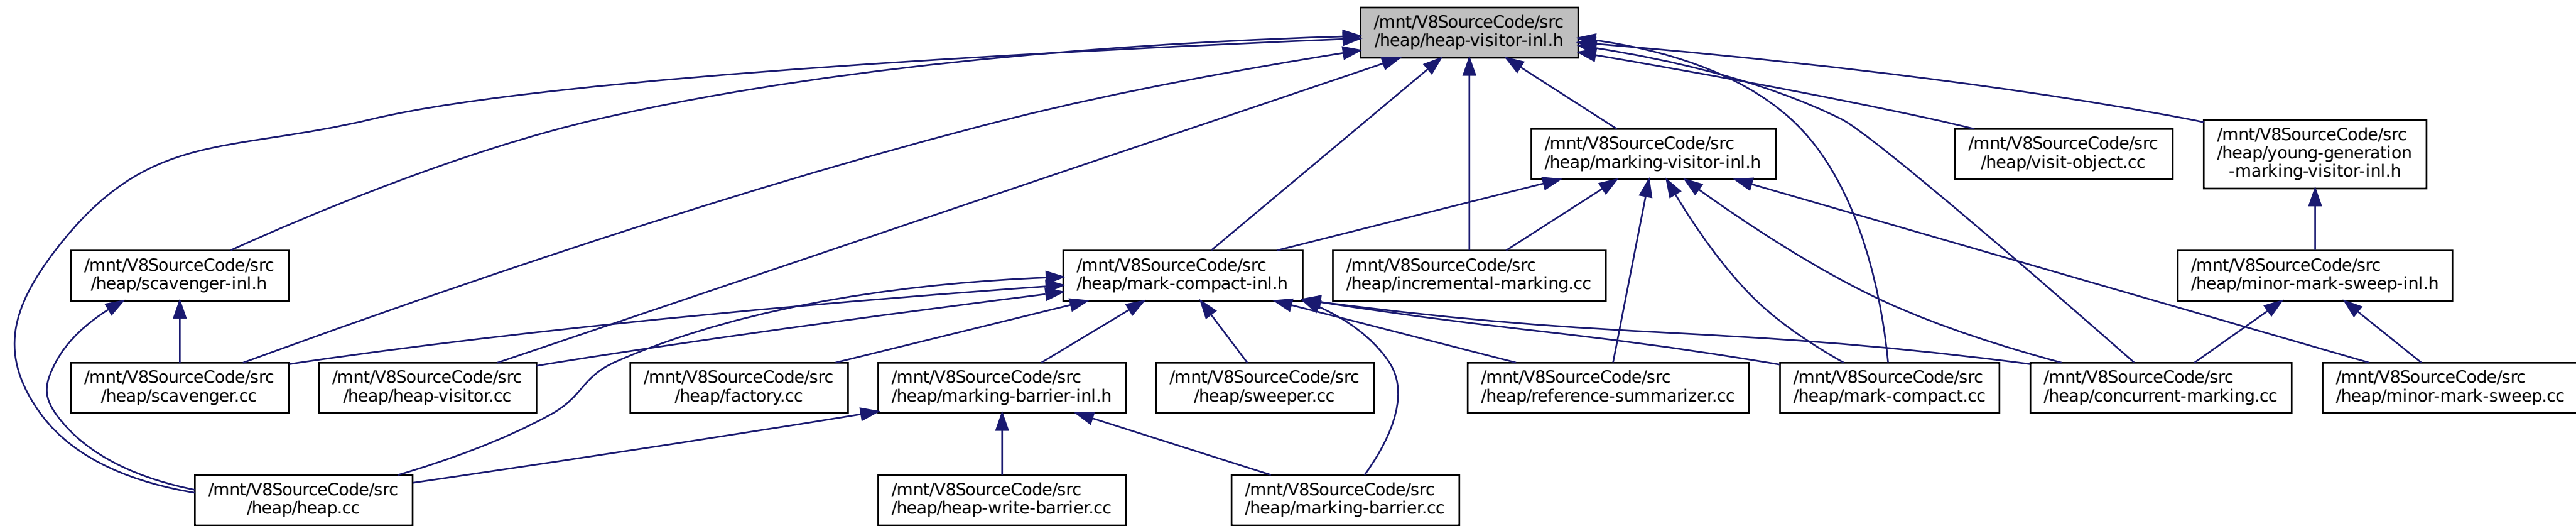 /mnt/V8SourceCode/src
/heap/heap-visitor-inl.h
/mnt/V8SourceCode/src
/heap/marking-visitor-inl.h
/mnt/V8SourceCode/src
/heap/visit-object.cc
/mnt/V8SourceCode/src
/heap/young-generation
-marking-visitor-inl.h
/mnt/V8SourceCode/src
/heap/scavenger-inl.h
/mnt/V8SourceCode/src
/heap/mark-compact-inl.h
/mnt/V8SourceCode/src
/heap/incremental-marking.cc
/mnt/V8SourceCode/src
/heap/minor-mark-sweep-inl.h
/mnt/V8SourceCode/src
/heap/scavenger.cc
/mnt/V8SourceCode/src
/heap/heap-visitor.cc
/mnt/V8SourceCode/src
/heap/factory.cc
/mnt/V8SourceCode/src
/heap/marking-barrier-inl.h
/mnt/V8SourceCode/src
/heap/sweeper.cc
/mnt/V8SourceCode/src
/heap/reference-summarizer.cc
/mnt/V8SourceCode/src
/heap/mark-compact.cc
/mnt/V8SourceCode/src
/heap/concurrent-marking.cc
/mnt/V8SourceCode/src
/heap/minor-mark-sweep.cc
/mnt/V8SourceCode/src
/heap/heap.cc
/mnt/V8SourceCode/src
/heap/heap-write-barrier.cc
/mnt/V8SourceCode/src
/heap/marking-barrier.cc